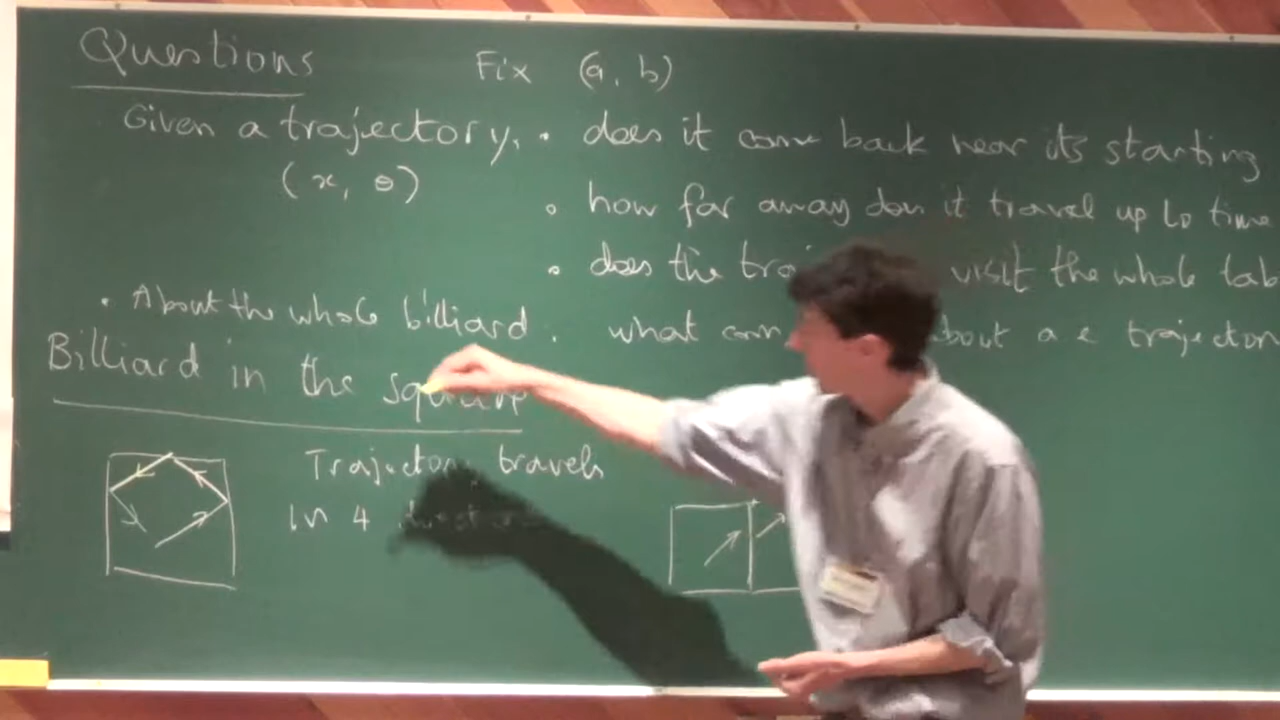 Questions
Fix (a, b)
Given a trajectory, • does it come back near its starting
(x, θ)
• how far away does it travel up to time
• does the visit the whole
• About the whole billiard • what about a trajectory
Billiard in the square
Trajectory travels
in 4